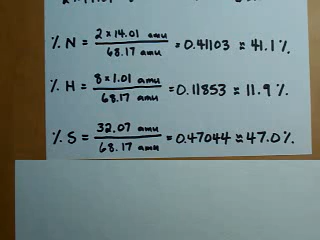 % N = 2 × 14.01 amu / 68.17 amu = 0.41103 ≈ 41.1 %.
% H = 8 × 1.01 amu / 68.17 amu = 0.11853 ≈ 11.9 %.
% S = 32.07 amu / 68.17 amu = 0.47044 ≈ 47.0 %.